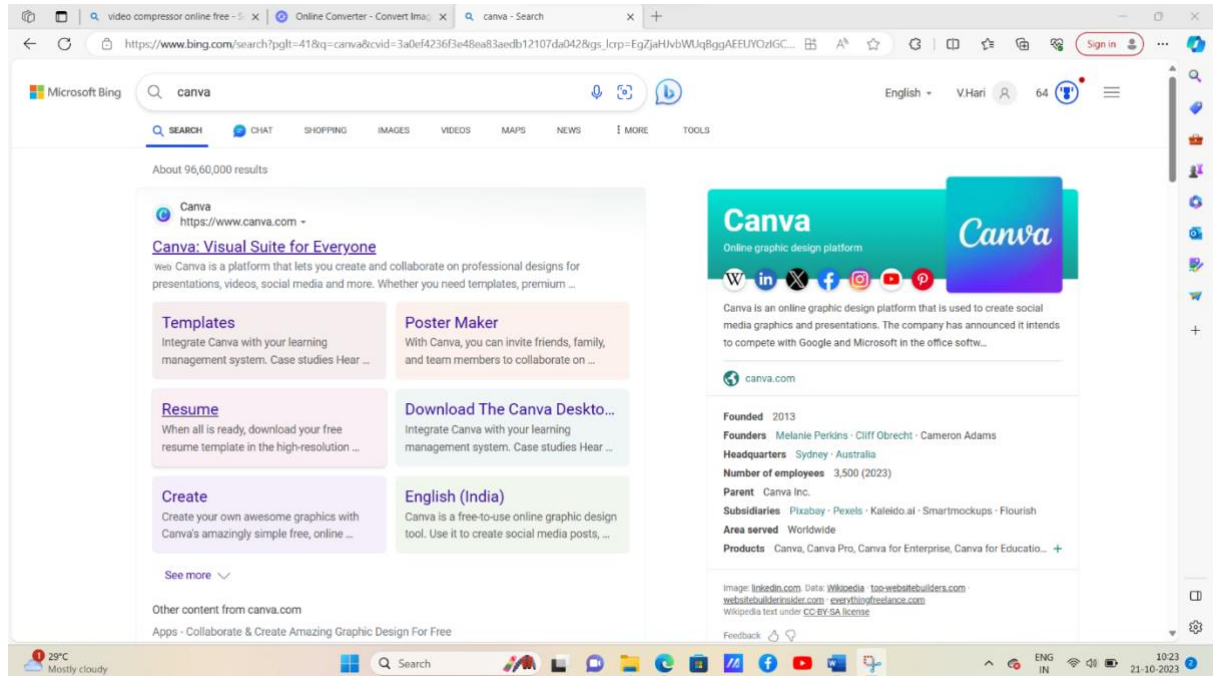 video compressor online free - S
Online Converter - Convert Imag
canva - Search
https://www.bing.com/search?pglt=41&q=canva&cvid=3a0ef4236f3e48ea83aedb12107da042&gs_lcrp=EgZjaHJvbWUqBggAEEUYOzIGC...
Sign in
Microsoft Bing
canva
English
V.Hari
64
SEARCH CHAT SHOPPING IMAGES VIDEOS MAPS NEWS MORE TOOLS
About 96,60,000 results
Canva
https://www.canva.com
Canva: Visual Suite for Everyone
Web Canva is a platform that lets you create and collaborate on professional designs for
presentations, videos, social media and more. Whether you need templates, premium ...
Templates
Integrate Canva with your learning
management system. Case studies Hear ...
Poster Maker
With Canva, you can invite friends, family,
and team members to collaborate on ...
Resume
When all is ready, download your free
resume template in the high-resolution ...
Download The Canva Deskto...
Integrate Canva with your learning
management system. Case studies Hear ...
Create
Create your own awesome graphics with
Canva's amazingly simple free, online ...
English (India)
Canva is a free-to-use online graphic design
tool. Use it to create social media posts, ...
See more
Other content from canva.com
Apps - Collaborate & Create Amazing Graphic Design For Free
Canva
Online graphic design platform
Canva
Canva is an online graphic design platform that is used to create social
media graphics and presentations. The company has announced it intends
to compete with Google and Microsoft in the office softw...
canva.com
Founded 2013
Founders Melanie Perkins · Cliff Obrecht · Cameron Adams
Headquarters Sydney · Australia
Number of employees 3,500 (2023)
Parent Canva Inc.
Subsidiaries Pixabay · Pexels · Kaleido.ai · Smartmockups · Flourish
Area served Worldwide
Products Canva, Canva Pro, Canva for Enterprise, Canva for Educatio...
Image: linkedin.com Data: Wikipedia · top-websitebuilders.com ·
websitebuilderinsider.com · everythingfreelance.com
Wikipedia text under CC-BY-SA license
Feedback
29°C
Mostly cloudy
Search
ENG
IN
10:23
21-10-2023